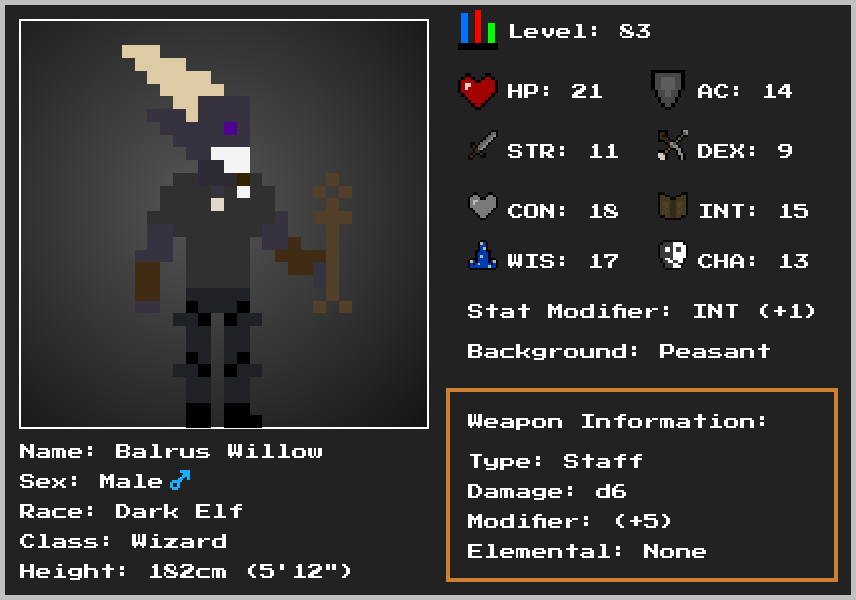 Level: 83
HP: 21 AC: 14
STR: 11 DEX: 9
CON: 18 INT: 15
WIS: 17 CHA: 13
Stat Modifier: INT (+1)
Background: Peasant
Weapon Information:
Type: Staff
Damage: d6
Modifier: (+5)
Elemental: None
Name: Balrus Willow
Sex: Male ♂
Race: Dark Elf
Class: Wizard
Height: 182cm (5'12")